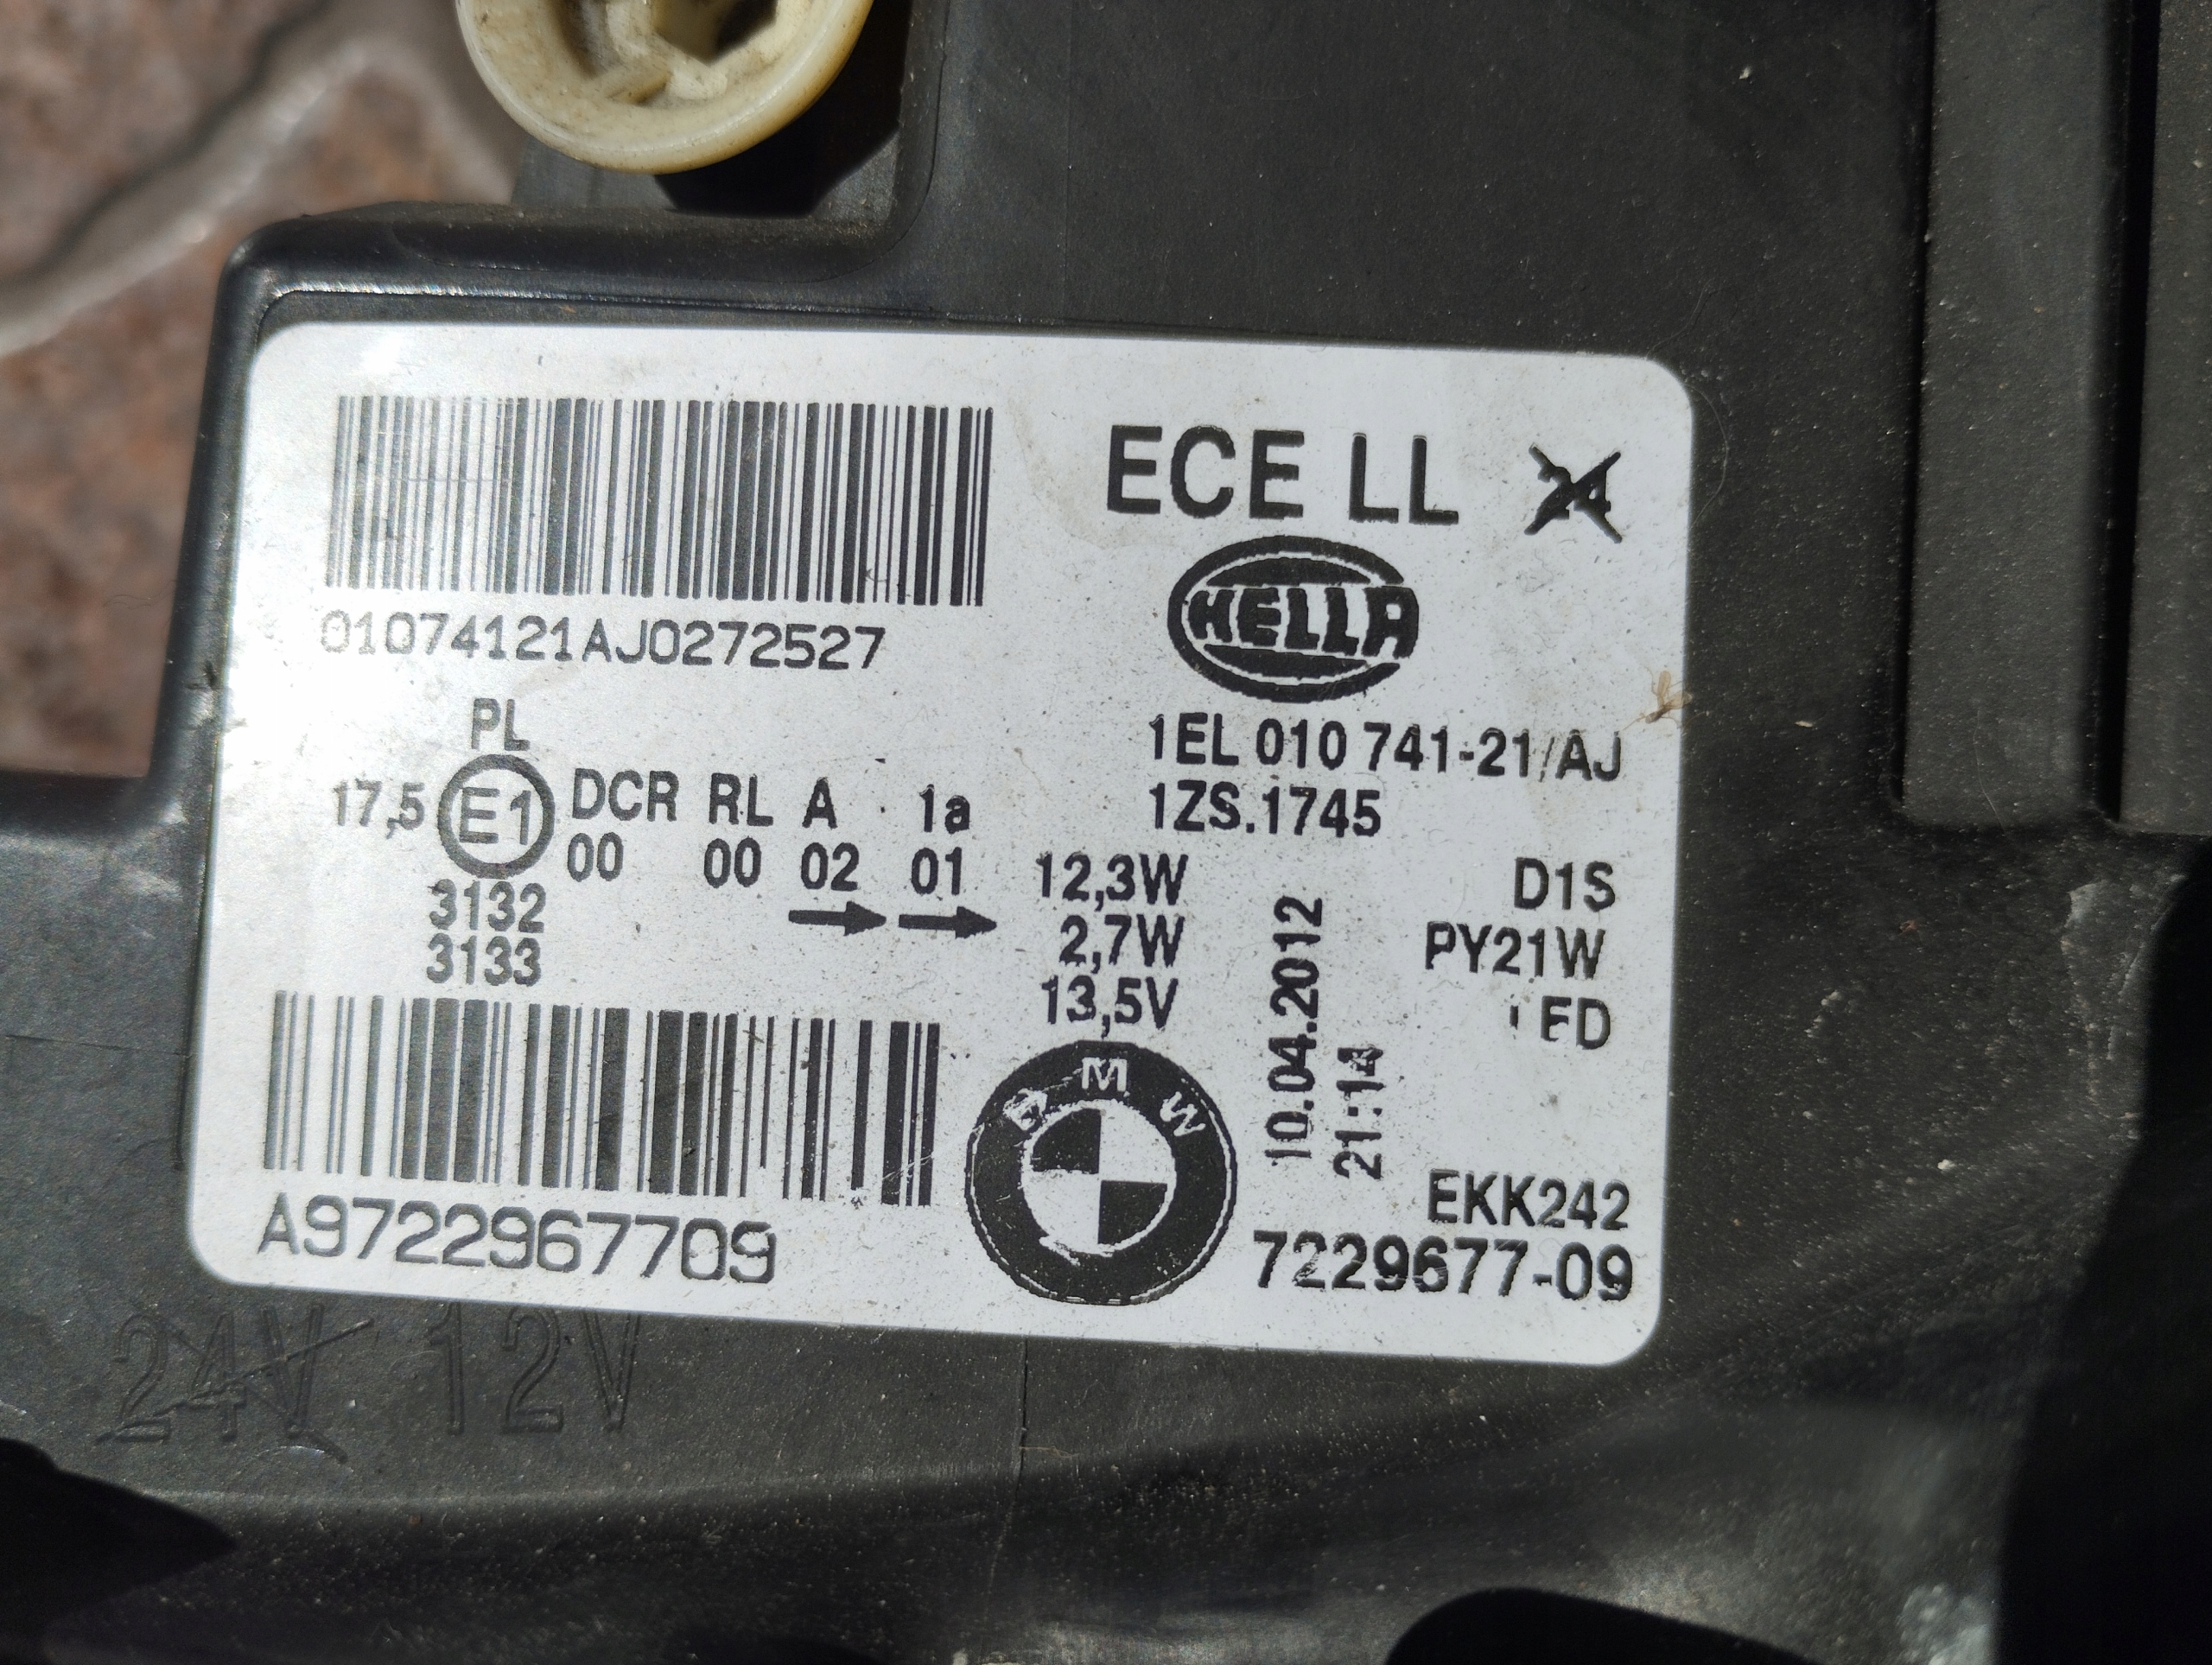 ECE LL 24
01074121AJ0272527
HELLA
1EL 010 741-21/AJ
1ZS.1745
PL
17,5 E1 DCR RL A 1a
00 00 02 01
3132
3133
12,3W
2,7W
13,5V
10.04.2012
21:14
D1S
PY21W
LED
A9722967709
BMW
EKK242
7229677-09
24V 12V